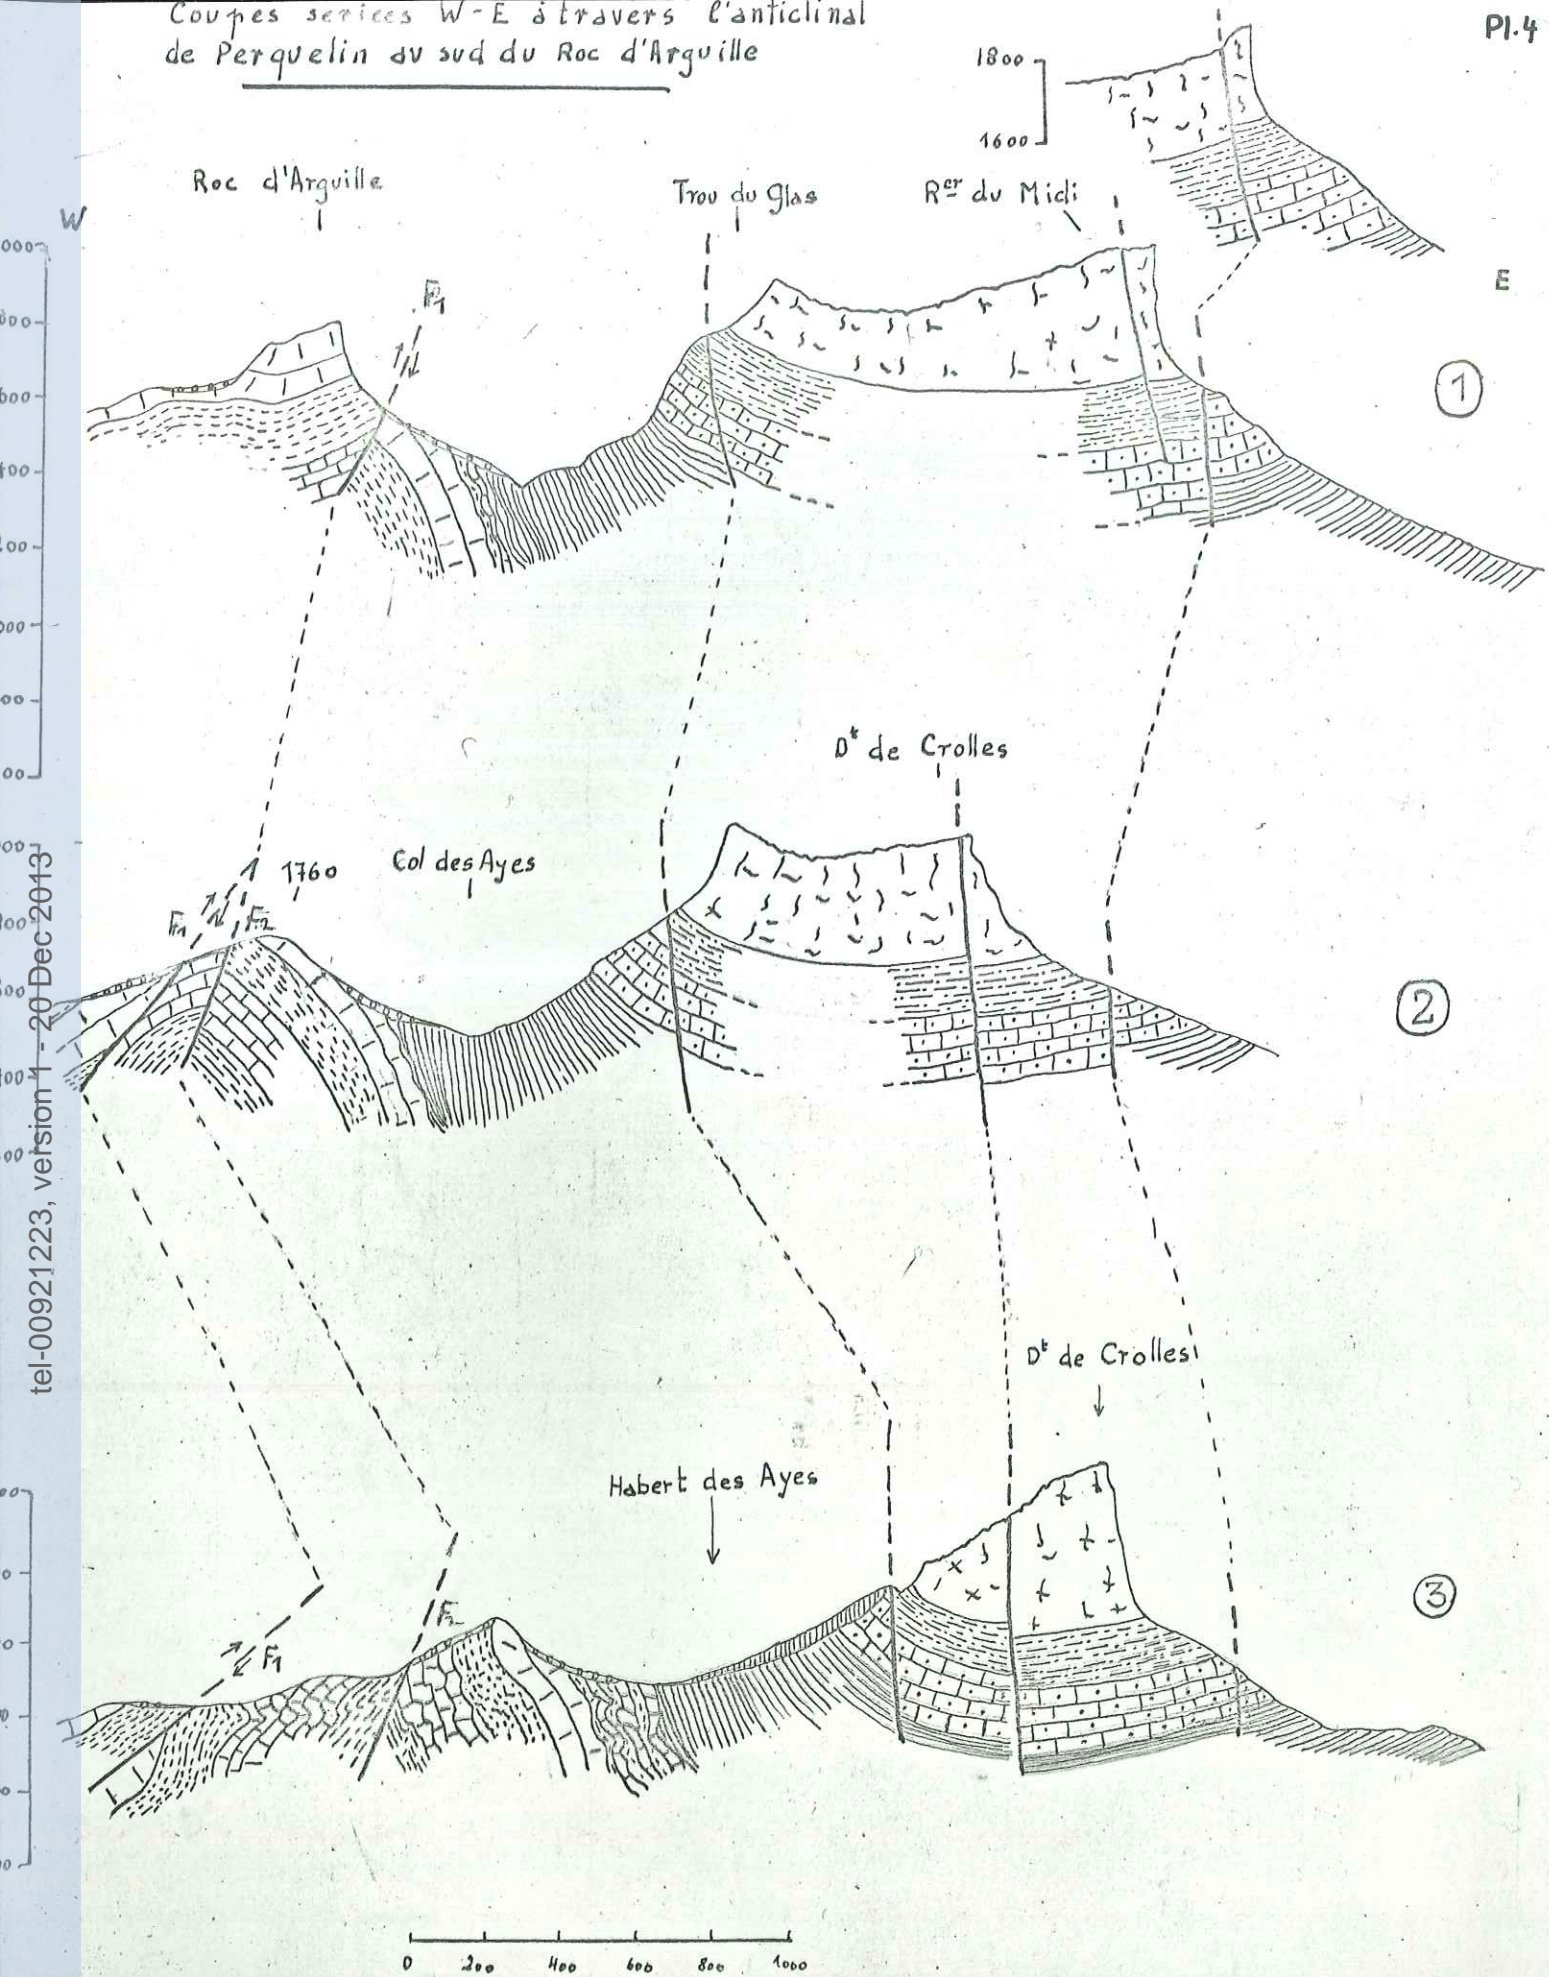 Coupes seriees W-E à travers l'anticlinal
de Perquelin au sud du Roc d'Arguille
Pl.4
1800
1600
Roc d'Arguille
Trou du Glas
Rer du Midi
W
E
F1
1
Dt de Crolles
1760
Col des Ayes
F1
F2
2
Dt de Crolles
Habert des Ayes
3
F2
F1
0 200 400 600 800 1000
tel-00921223, version 1 - 20 Dec 2013